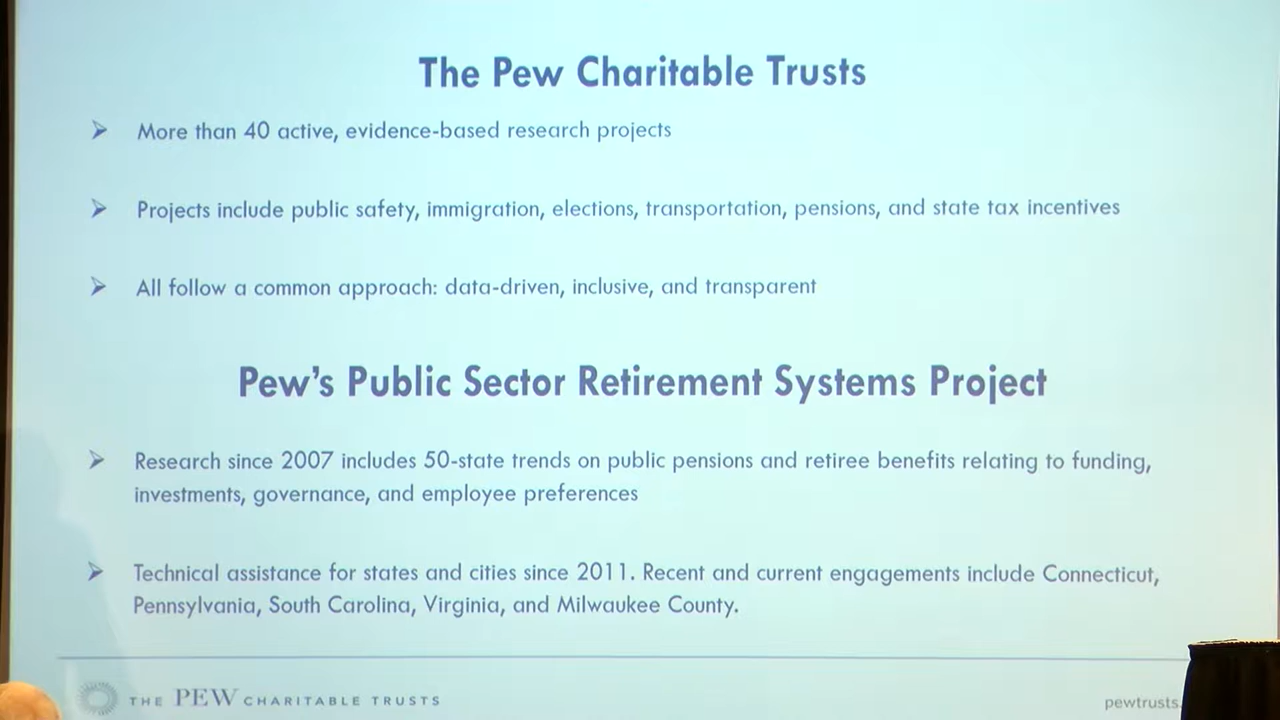 The Pew Charitable Trusts
More than 40 active, evidence-based research projects
Projects include public safety, immigration, elections, transportation, pensions, and state tax incentives
All follow a common approach: data-driven, inclusive, and transparent
Pew's Public Sector Retirement Systems Project
Research since 2007 includes 50-state trends on public pensions and retiree benefits relating to funding,
investments, governance, and employee preferences
Technical assistance for states and cities since 2011. Recent and current engagements include Connecticut,
Pennsylvania, South Carolina, Virginia, and Milwaukee County.
THE PEW CHARITABLE TRUSTS
pewtrusts.